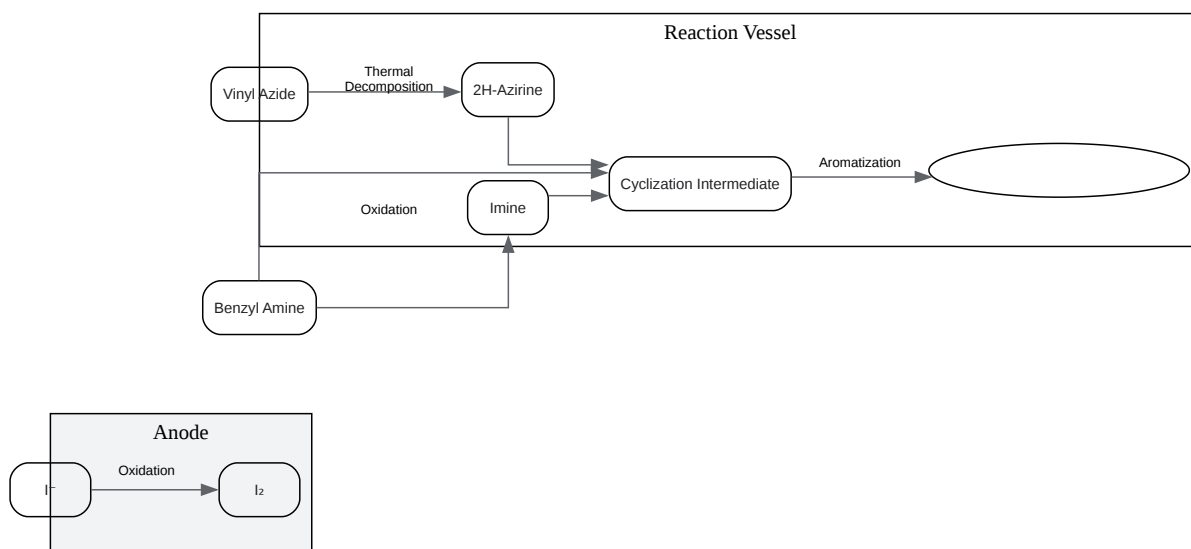 Reaction Vessel
Thermal
Decomposition
Vinyl Azide
2H-Azirine
Aromatization
Cyclization Intermediate
Oxidation
Imine
Benzyl Amine
Anode
Oxidation
I⁻
I₂